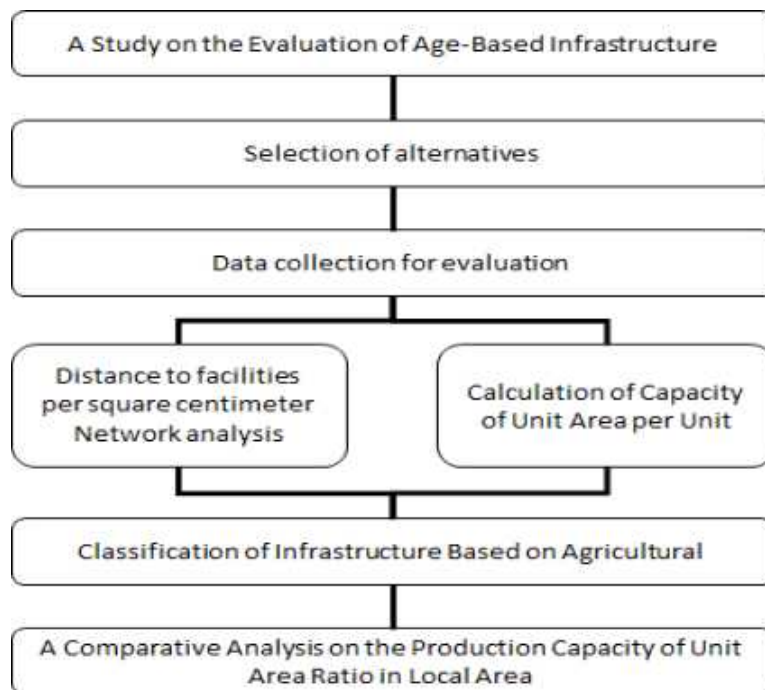 A Study on the Evaluation of Age-Based Infrastructure
Selection of alternatives
Data collection for evaluation
Distance to facilities
per square centimeter
Network analysis
Calculation of Capacity
of Unit Area per Unit
Classification of Infrastructure Based on Agricultural
A Comparative Analysis on the Production Capacity of Unit
Area Ratio in Local Area